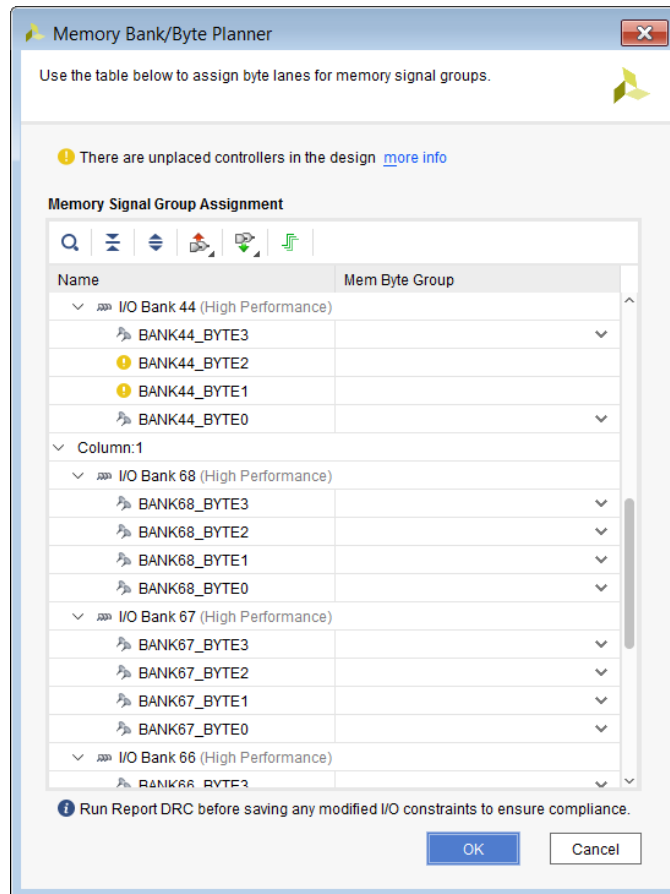 Memory Bank/Byte Planner
Use the table below to assign byte lanes for memory signal groups.
There are unplaced controllers in the design more info
Memory Signal Group Assignment
Name Mem Byte Group
I/O Bank 44 (High Performance)
BANK44_BYTE3
BANK44_BYTE2
BANK44_BYTE1
BANK44_BYTE0
Column:1
I/O Bank 68 (High Performance)
BANK68_BYTE3
BANK68_BYTE2
BANK68_BYTE1
BANK68_BYTE0
I/O Bank 67 (High Performance)
BANK67_BYTE3
BANK67_BYTE2
BANK67_BYTE1
BANK67_BYTE0
I/O Bank 66 (High Performance)
BANK66_BYTE3
Run Report DRC before saving any modified I/O constraints to ensure compliance.
OK Cancel